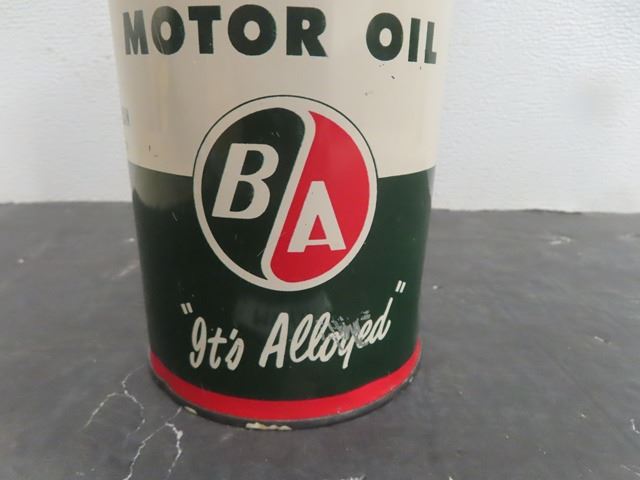 MOTOR OIL
BA
"It's Alloyed"